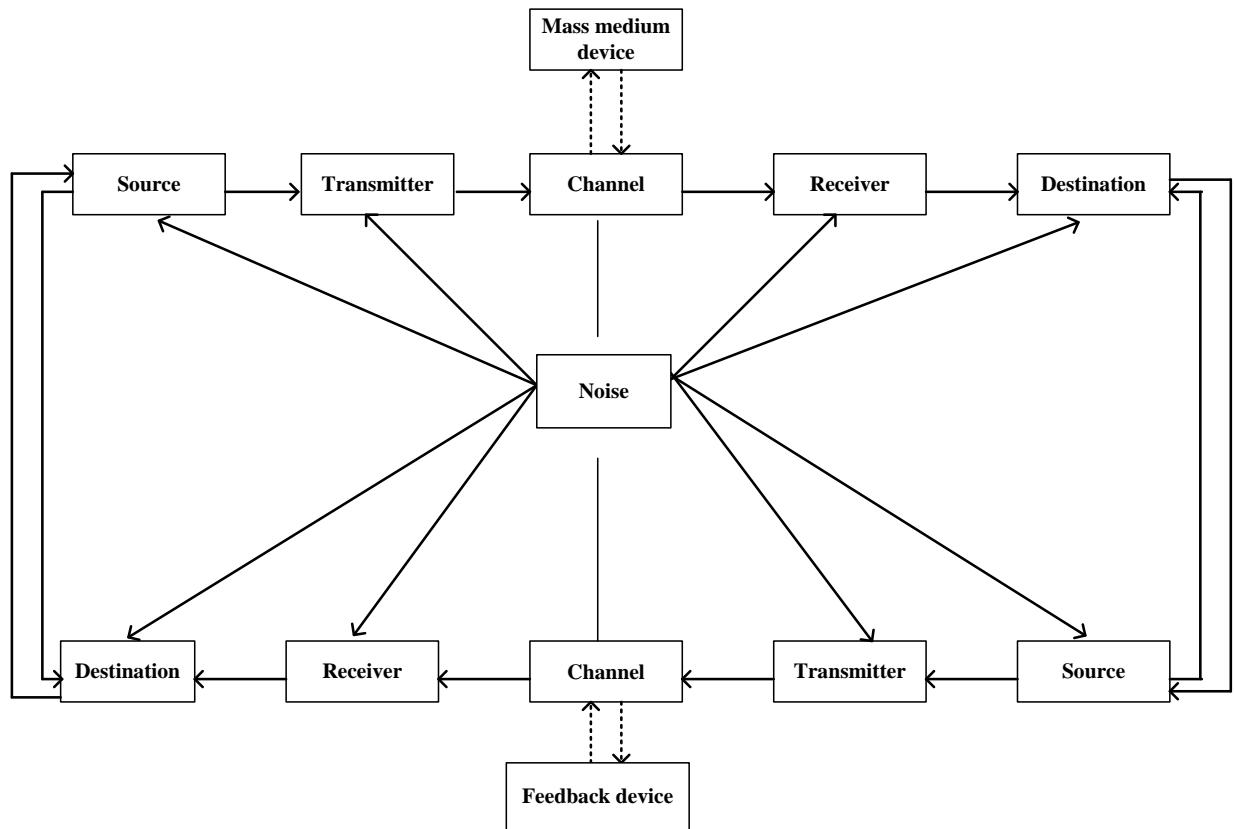 Mass medium
device
Source
Transmitter
Channel
Receiver
Destination
Noise
Destination
Receiver
Channel
Transmitter
Source
Feedback device